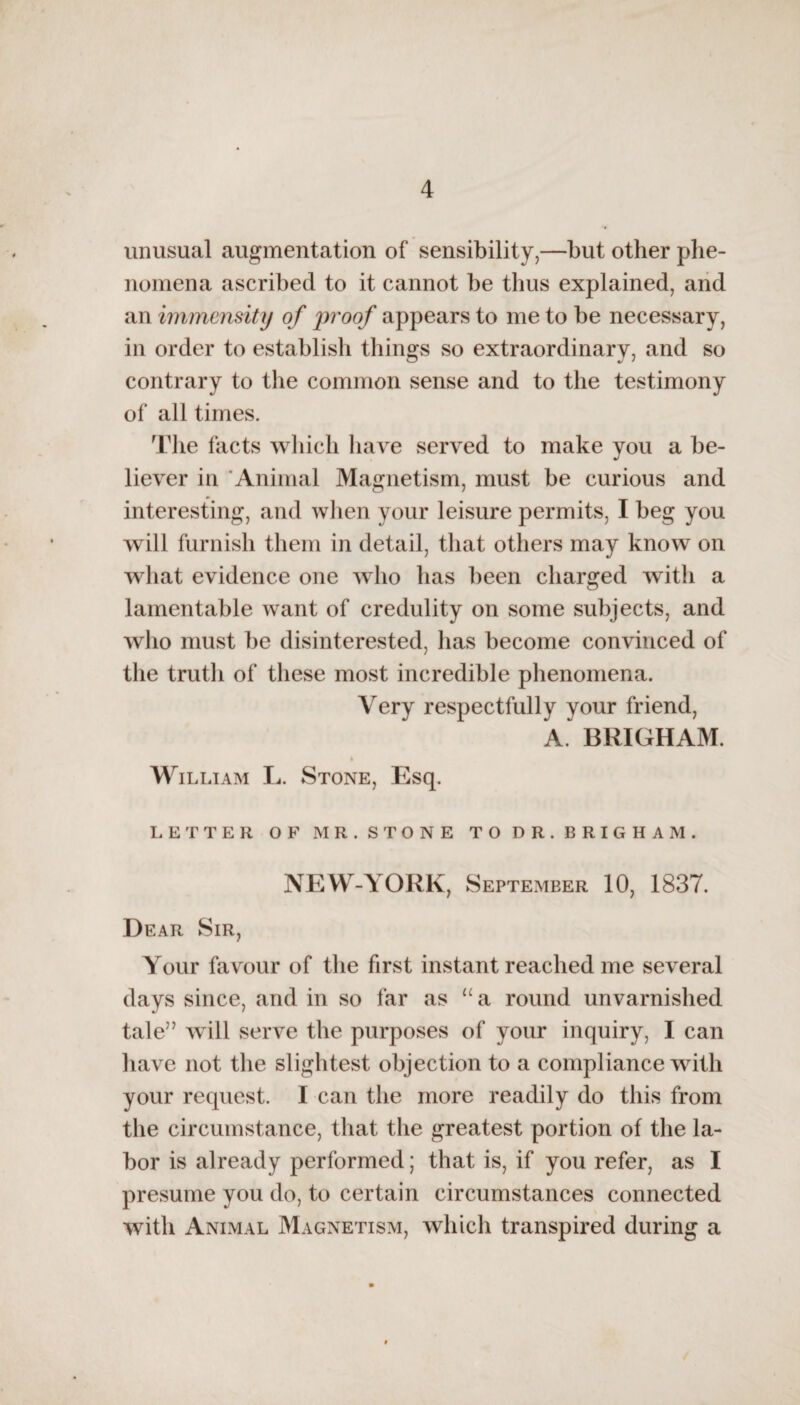 4
unusual augmentation of sensibility,—but other phe-
nomena ascribed to it cannot be thus explained, and
an immensity of proof appears to me to be necessary,
in order to establish things so extraordinary, and so
contrary to the common sense and to the testimony
of all times.
The facts which have served to make you a be-
liever in Animal Magnetism, must be curious and
interesting, and when your leisure permits, I beg you
will furnish them in detail, that others may know on
what evidence one who has been charged with a
lamentable want of credulity on some subjects, and
who must be disinterested, has become convinced of
the truth of these most incredible phenomena.
Very respectfully your friend,
A. BRIGHAM.
William L. Stone, Esq.
LETTER OF MR. STONE TO DR. BRIGHAM.
NEW-YORK, September 10, 1837.
Dear Sir,
Your favour of the first instant reached me several
days since, and in so far as “a round unvarnished
tale” will serve the purposes of your inquiry, I can
have not the slightest objection to a compliance with
your request. I can the more readily do this from
the circumstance, that the greatest portion of the la-
bor is already performed; that is, if you refer, as I
presume you do, to certain circumstances connected
with Animal Magnetism, which transpired during a